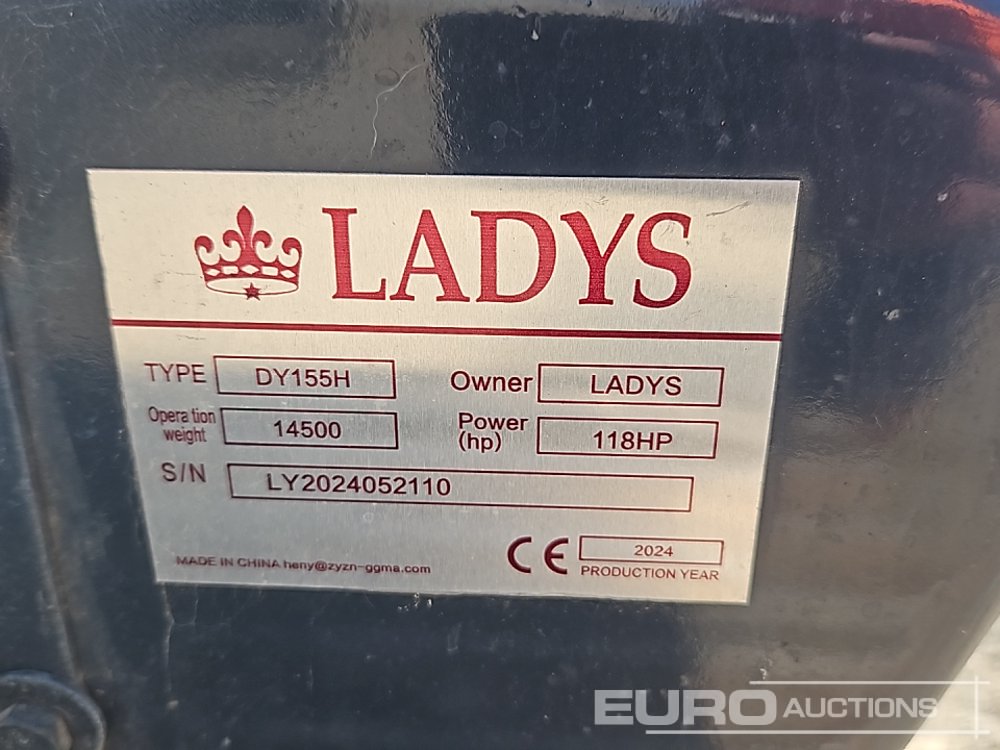 LADYS
TYPE DY155H Owner LADYS
Operation weight 14500 Power (hp) 118HP
S/N LY2024052110
CE 2024
MADE IN CHINA heny@zyzn-ggma.com PRODUCTION YEAR
EURO AUCTIONS